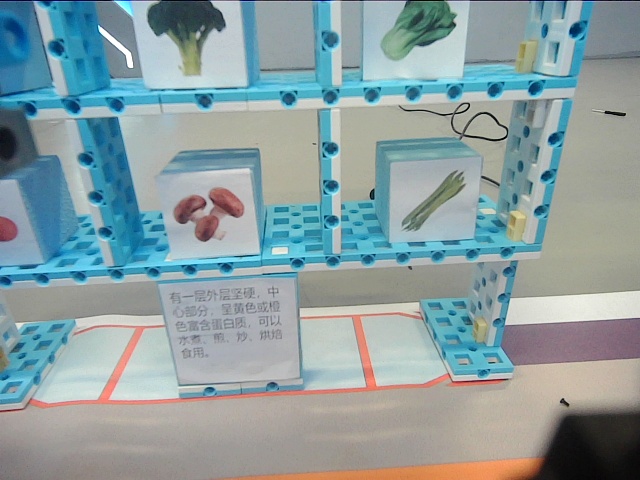 有一层外层坚硬，中
心部分，呈黄色或橙
色富含蛋白质，可以
水煮、煎、炒、烘焙
食用。